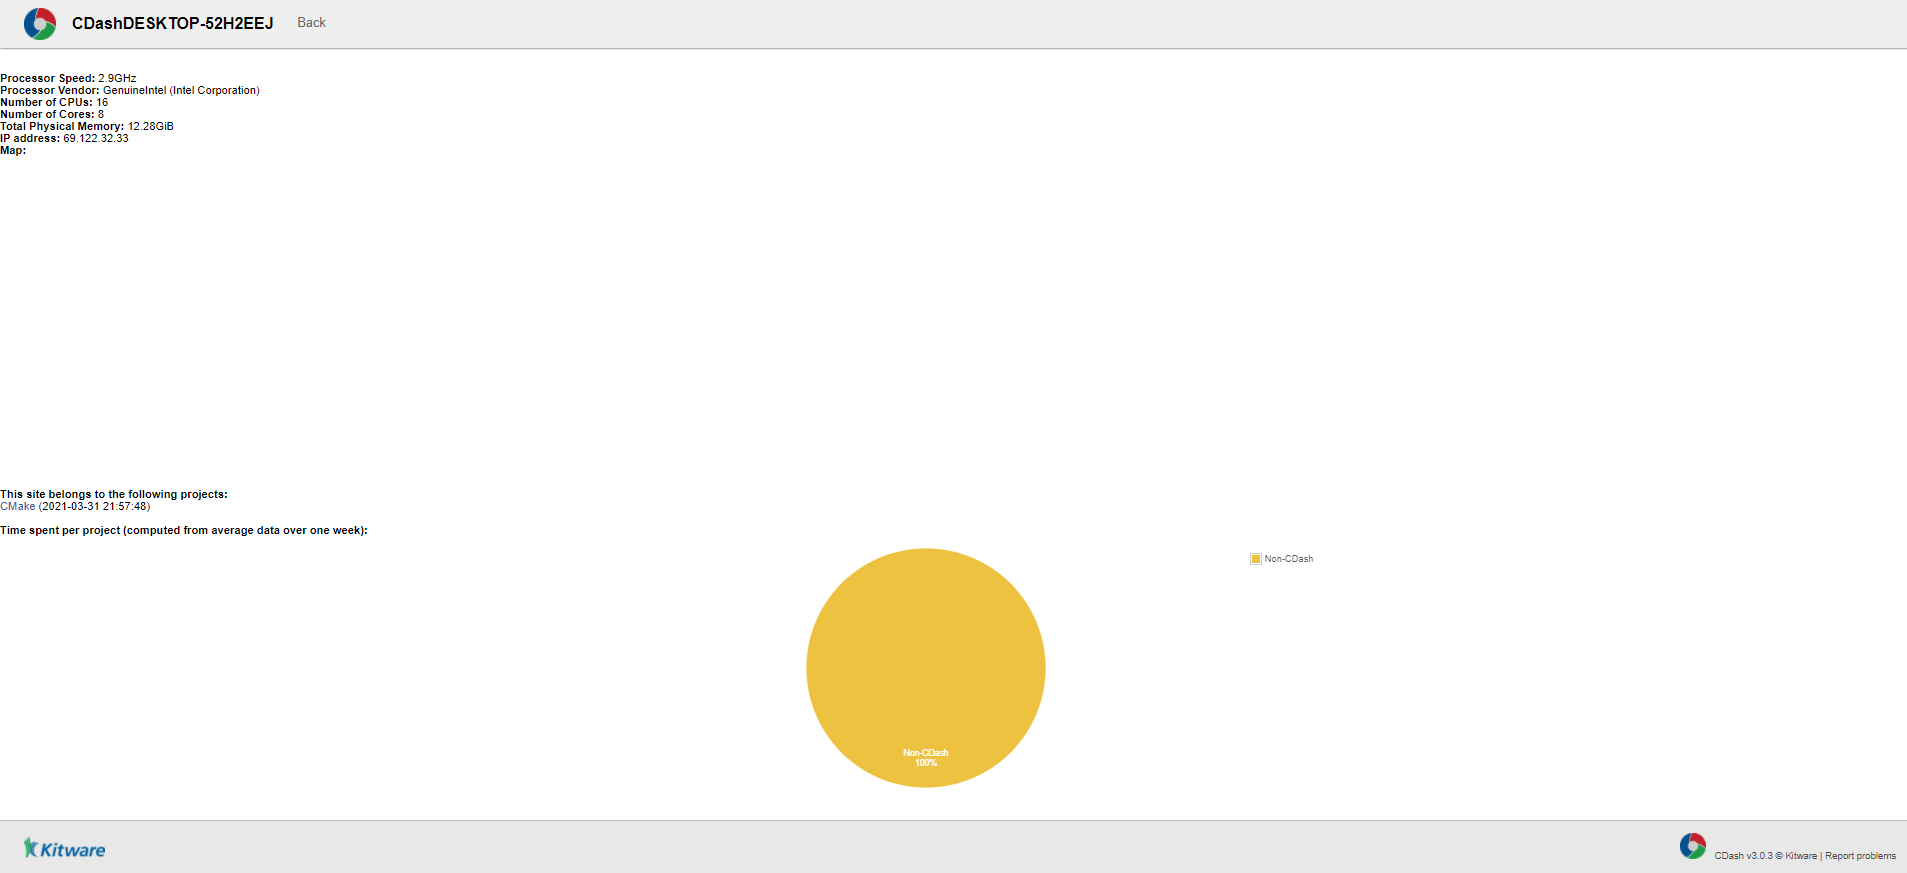 CDashDESKTOP-52H2EEJ Back
Processor Speed: 2.9GHz
Processor Vendor: GenuineIntel (Intel Corporation)
Number of CPUs: 16
Number of Cores: 8
Total Physical Memory: 12.28GiB
IP address: 69.122.32.33
Map:
This site belongs to the following projects:
CMake (2021-03-31 21:57:48)
Time spent per project (computed from average data over one week):
Non-CDash
Non-CDash
100%
Kitware
CDash v3.0.3 © Kitware | Report problems